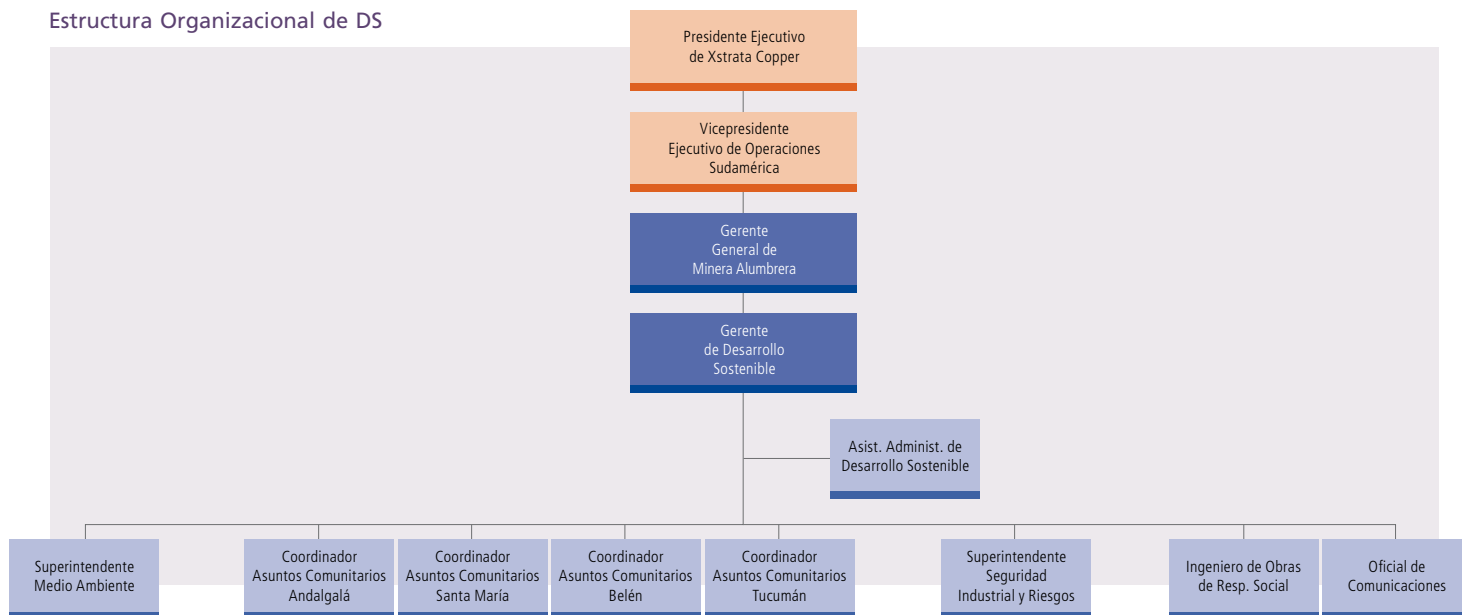 Estructura Organizacional de DS
Presidente Ejecutivo
de Xstrata Copper
Vicepresidente
Ejecutivo de Operaciones
Sudamérica
Gerente
General de
Minera Alumbrera
Gerente
de Desarrollo
Sostenible
Asist. Administ. de
Desarrollo Sostenible
Superintendente
Medio Ambiente
Coordinador
Asuntos Comunitarios
Andalgalá
Coordinador
Asuntos Comunitarios
Santa María
Coordinador
Asuntos Comunitarios
Belén
Coordinador
Asuntos Comunitarios
Tucumán
Superintendente
Seguridad
Industrial y Riesgos
Ingeniero de Obras
de Resp. Social
Oficial de
Comunicaciones